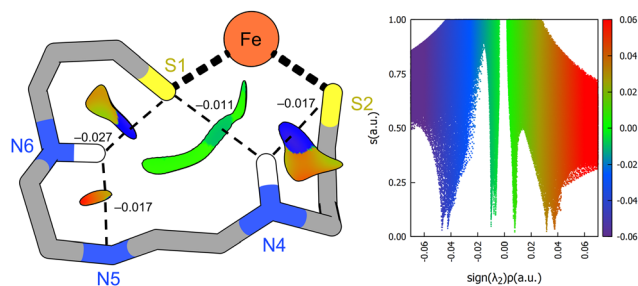 Fe
S1
S2
−0.011
−0.017
−0.027
N6
−0.017
N4
N5
1.00
0.75
0.50
0.25
0.00
s(a.u.)
-0.06 -0.04 -0.02 0.00 0.02 0.04 0.06
sign(λ₂)ρ(a.u.)
0.06
0.04
0.02
0.00
-0.02
-0.04
-0.06